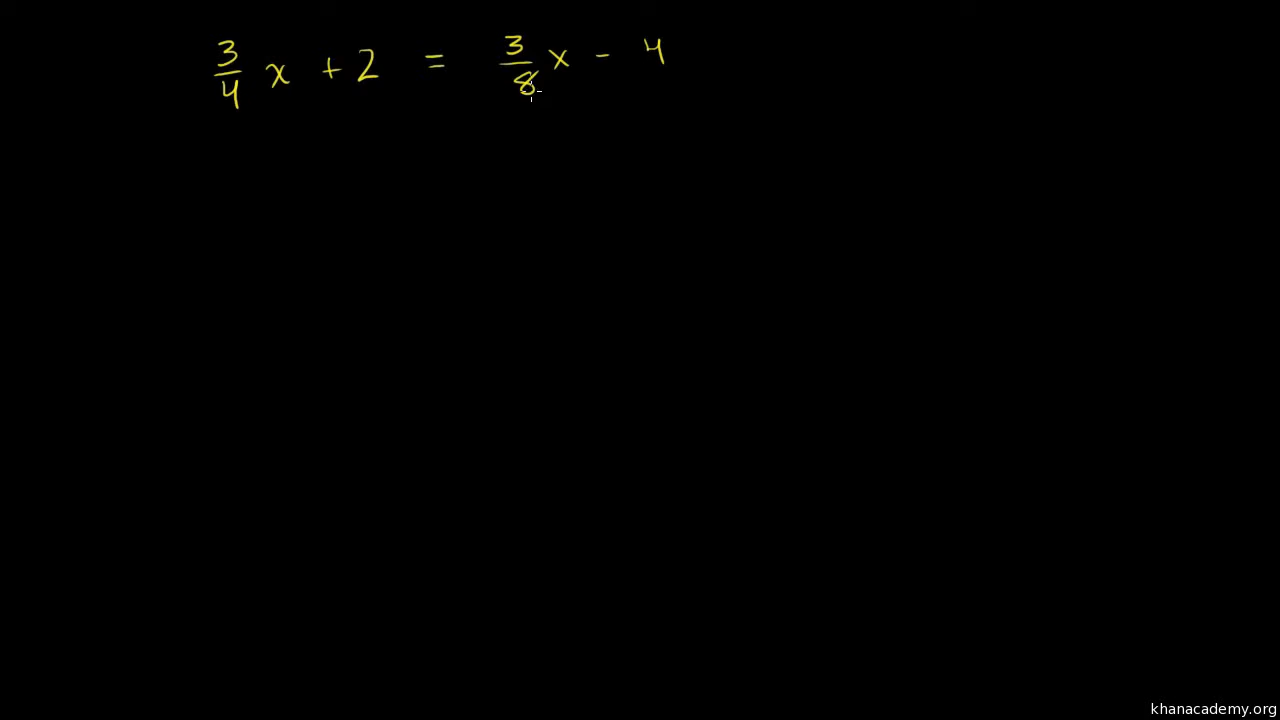 3/4 x + 2 = 3/8 x - 4
khanacademy.org